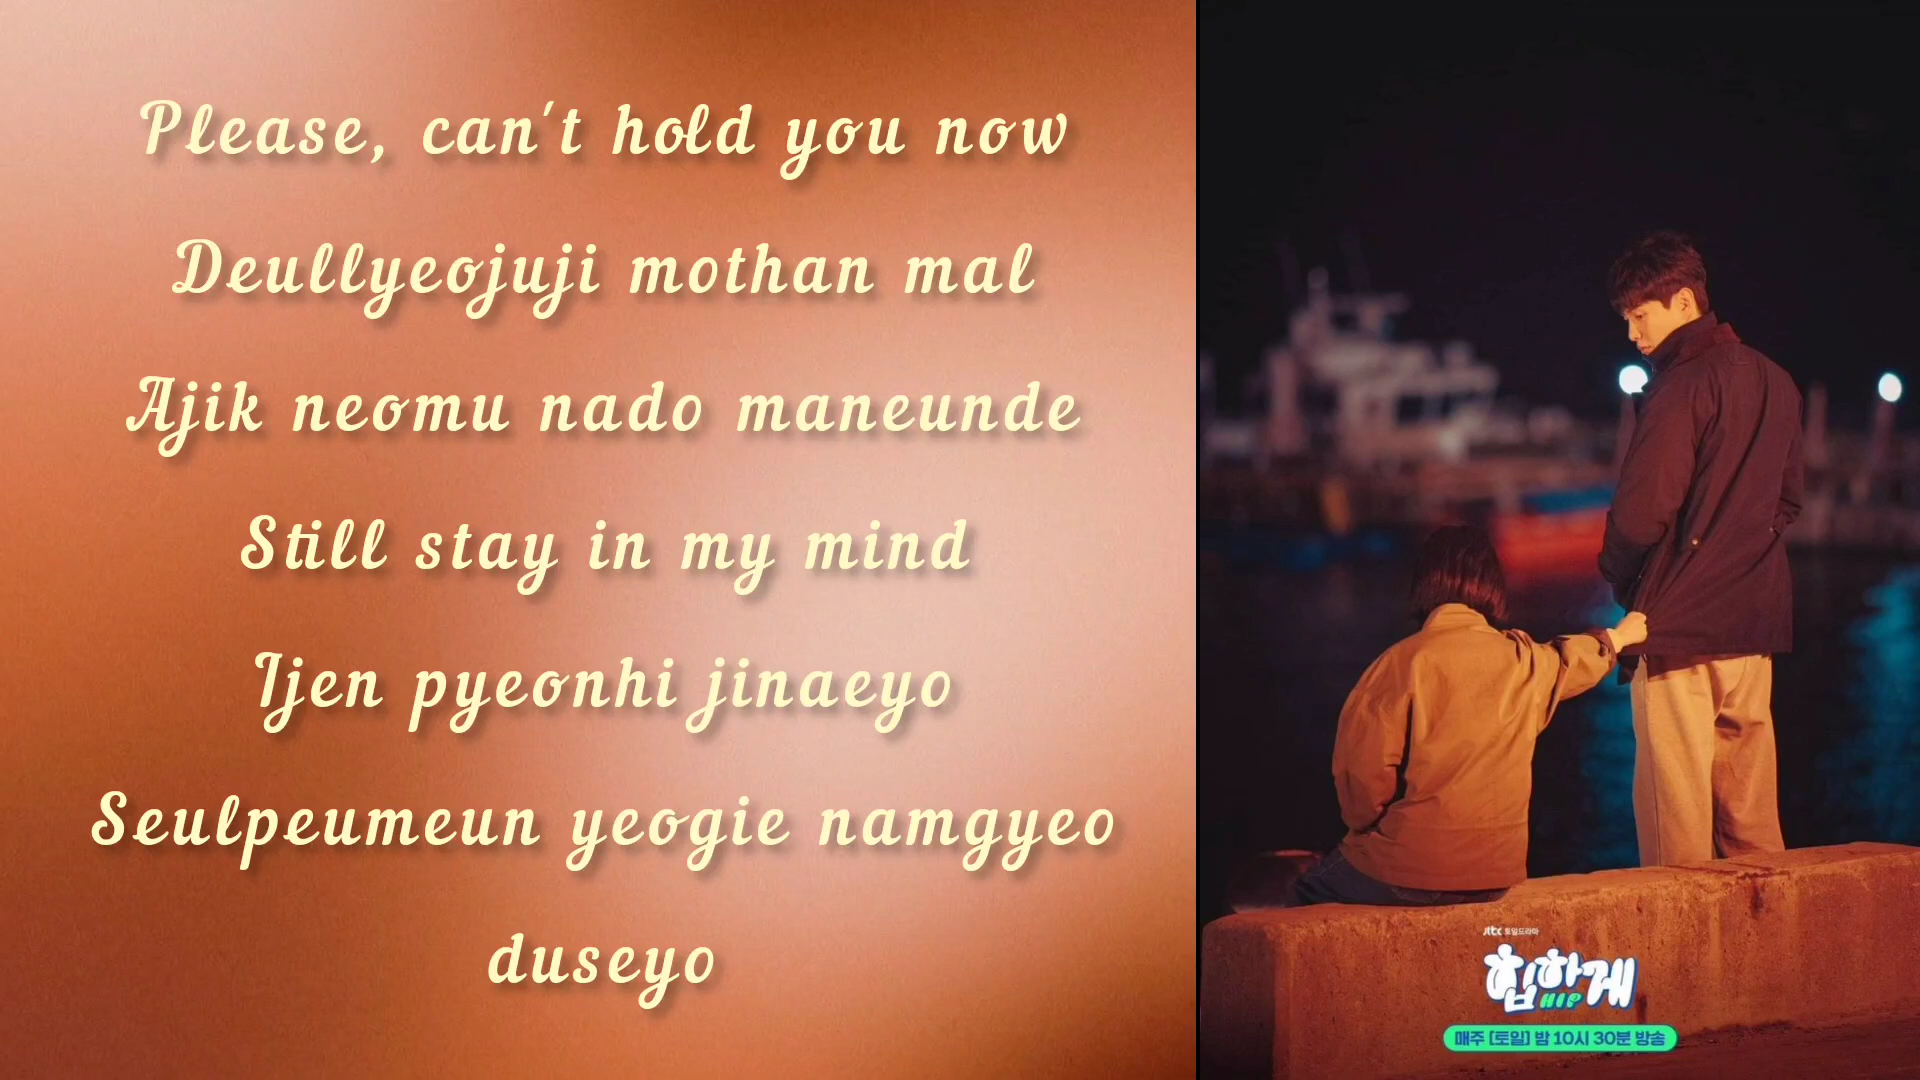 Please, can't hold you now
Deullyeojuji mothan mal
Ajik neomu nado maneunde
Still stay in my mind
Ijen pyeonhi jinaeyo
Seulpeumeun yeogie namgyeo
duseyo
jtbc 토일드라마
힙하게
HIP
매주 [토일] 밤 10시 30분 방송